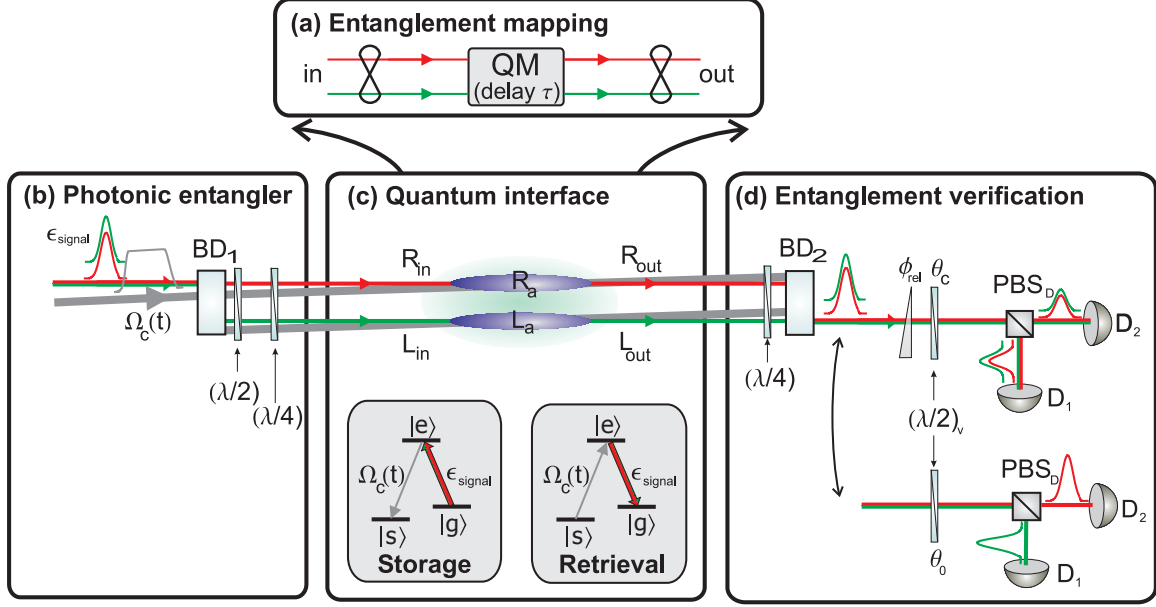 (a) Entanglement mapping
in
QM
(delay τ)
out
(b) Photonic entangler
ϵsignal
BD1
Ωc(t)
(λ/2)
(λ/4)
(c) Quantum interface
Rin
Ra
Rout
Lin
La
Lout
(λ/4)
|e⟩
Ωc(t)
ϵsignal
|s⟩
|g⟩
Storage
|e⟩
Ωc(t)
ϵsignal
|s⟩
|g⟩
Retrieval
(d) Entanglement verification
BD2
ϕrel
θc
PBSD
D2
D1
(λ/2)v
PBSD
D2
θ0
D1